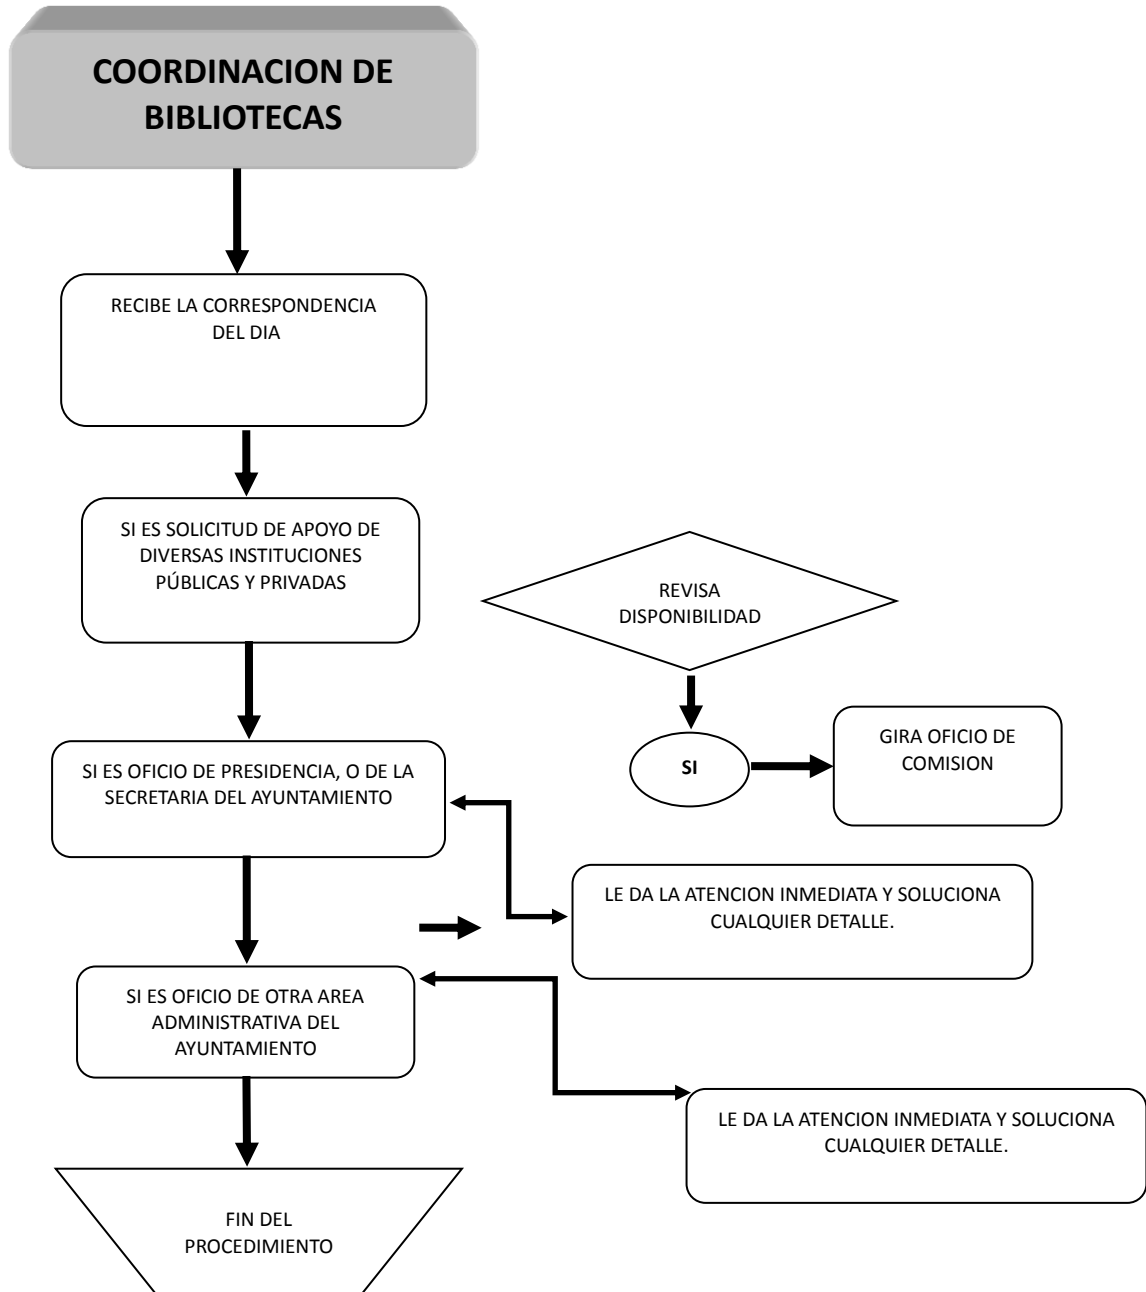 COORDINACION DE
BIBLIOTECAS
RECIBE LA CORRESPONDENCIA
DEL DIA
SI ES SOLICITUD DE APOYO DE
DIVERSAS INSTITUCIONES
PÚBLICAS Y PRIVADAS
REVISA
DISPONIBILIDAD
SI
GIRA OFICIO DE
COMISION
SI ES OFICIO DE PRESIDENCIA, O DE LA
SECRETARIA DEL AYUNTAMIENTO
LE DA LA ATENCION INMEDIATA Y SOLUCIONA
CUALQUIER DETALLE.
SI ES OFICIO DE OTRA AREA
ADMINISTRATIVA DEL
AYUNTAMIENTO
LE DA LA ATENCION INMEDIATA Y SOLUCIONA
CUALQUIER DETALLE.
FIN DEL
PROCEDIMIENTO